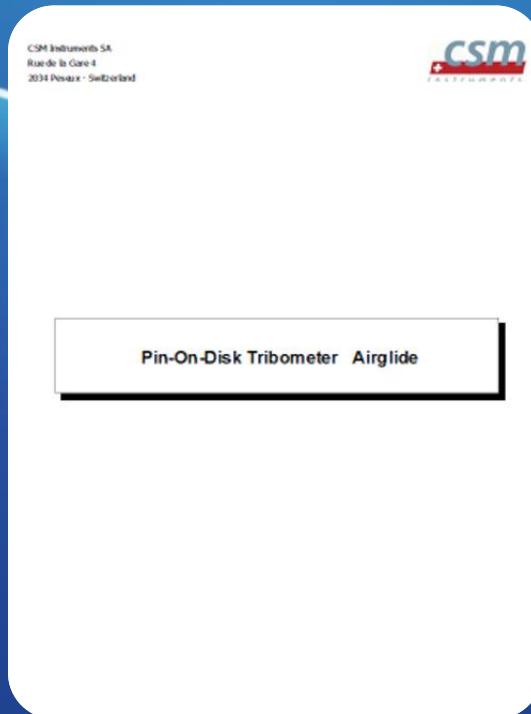 CSM Instruments SA
Rue de la Gare 4
2034 Peseux - Switzerland
csm
instruments
Pin-On-Disk Tribometer Airglide